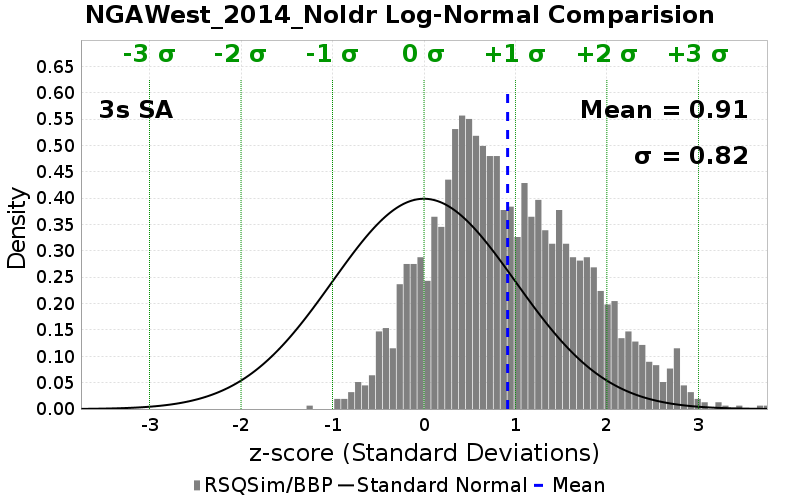 NGAWest_2014_NoIdr Log-Normal Comparision
-3 σ -2 σ -1 σ 0 σ +1 σ +2 σ +3 σ
3s SA
Mean = 0.91
σ = 0.82
Density
0.65
0.60
0.55
0.50
0.45
0.40
0.35
0.30
0.25
0.20
0.15
0.10
0.05
0.00
-3 -2 -1 0 1 2 3
z-score (Standard Deviations)
RSQSim/BBP Standard Normal Mean